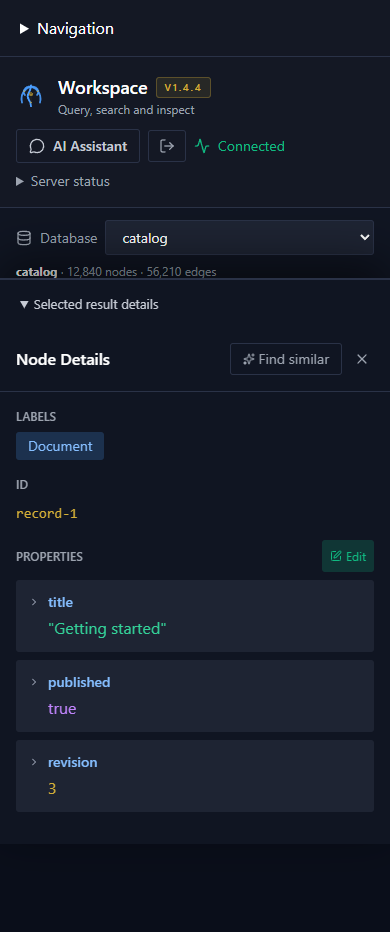 Navigation
Workspace V1.4.4
Query, search and inspect
AI Assistant Connected
Server status
Database catalog
catalog · 12,840 nodes · 56,210 edges
Selected result details
Node Details Find similar
LABELS
Document
ID
record-1
PROPERTIES Edit
title
"Getting started"
published
true
revision
3